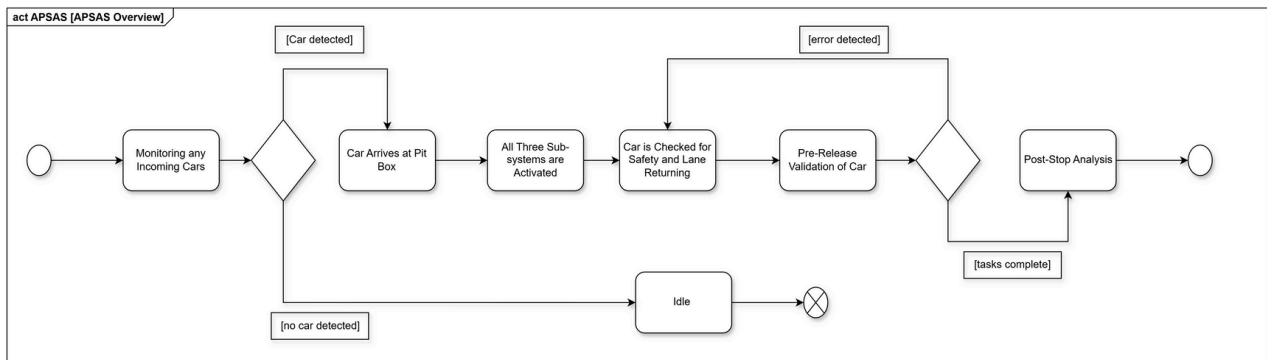 act APSAS [APSAS Overview]
[Car detected]
[error detected]
Monitoring any
Incoming Cars
Car Arrives at Pit
Box
All Three Sub-
systems are
Activated
Car is Checked for
Safety and Lane
Returning
Pre-Release
Validation of Car
Post-Stop Analysis
[tasks complete]
Idle
[no car detected]